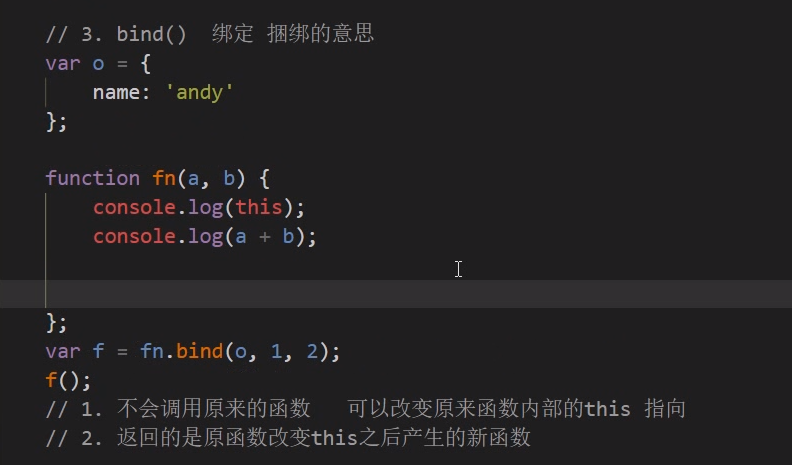 // 3. bind()  绑定 捆绑的意思
var o = {
    name: 'andy'
};
function fn(a, b) {
    console.log(this);
    console.log(a + b);
};
var f = fn.bind(o, 1, 2);
f();
// 1. 不会调用原来的函数   可以改变原来函数内部的this 指向
// 2. 返回的是原函数改变this之后产生的新函数